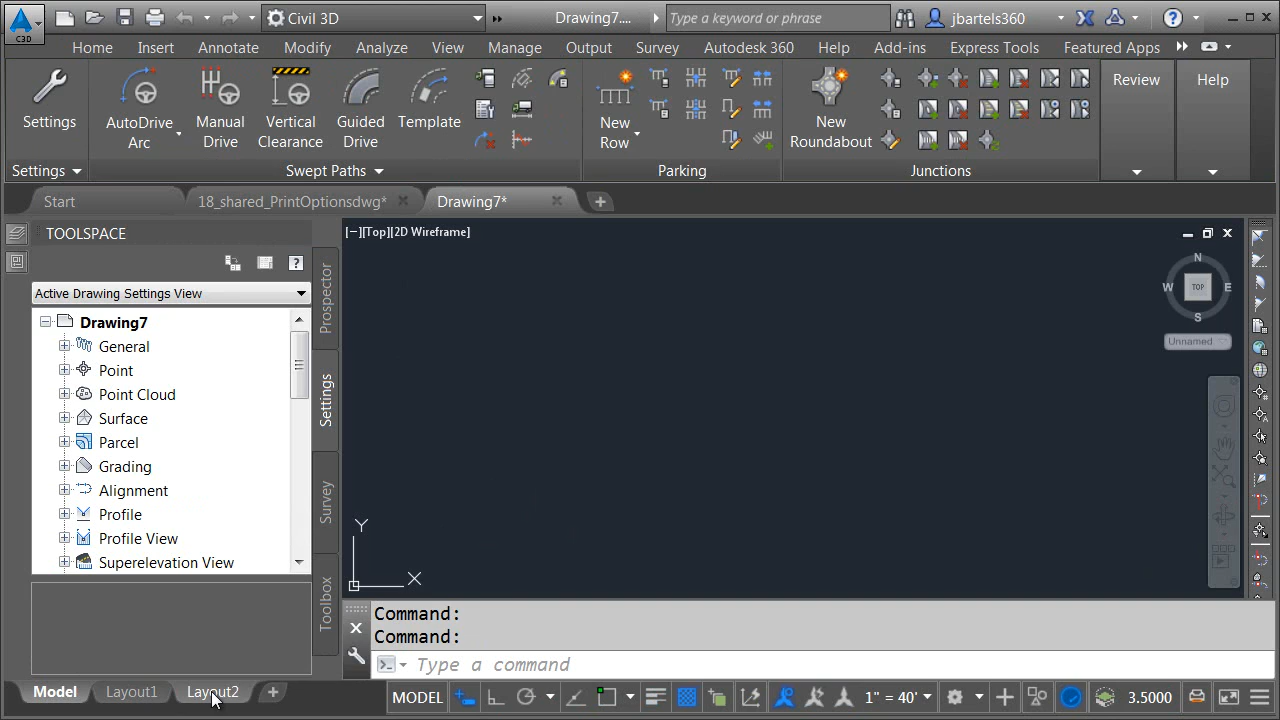 C3D
Civil 3D
Drawing7....
Type a keyword or phrase
jbartels360
Home Insert Annotate Modify Analyze View Manage Output Survey Autodesk 360 Help Add-ins Express Tools Featured Apps
Settings
AutoDrive
Arc
Manual
Drive
Vertical
Clearance
Guided
Drive
Template
New
Row
New
Roundabout
Review
Help
Settings
Swept Paths
Parking
Junctions
Start
18_shared_PrintOptionsdwg*
Drawing7*
TOOLSPACE
Active Drawing Settings View
Drawing7
General
Point
Point Cloud
Surface
Parcel
Grading
Alignment
Profile
Profile View
Superelevation View
Prospector
Settings
Survey
Toolbox
[−][Top][2D Wireframe]
N
W TOP E
S
Unnamed
Y
X
Command:
Command:
Type a command
Model Layout1 Layout2
MODEL
1" = 40'
3.5000